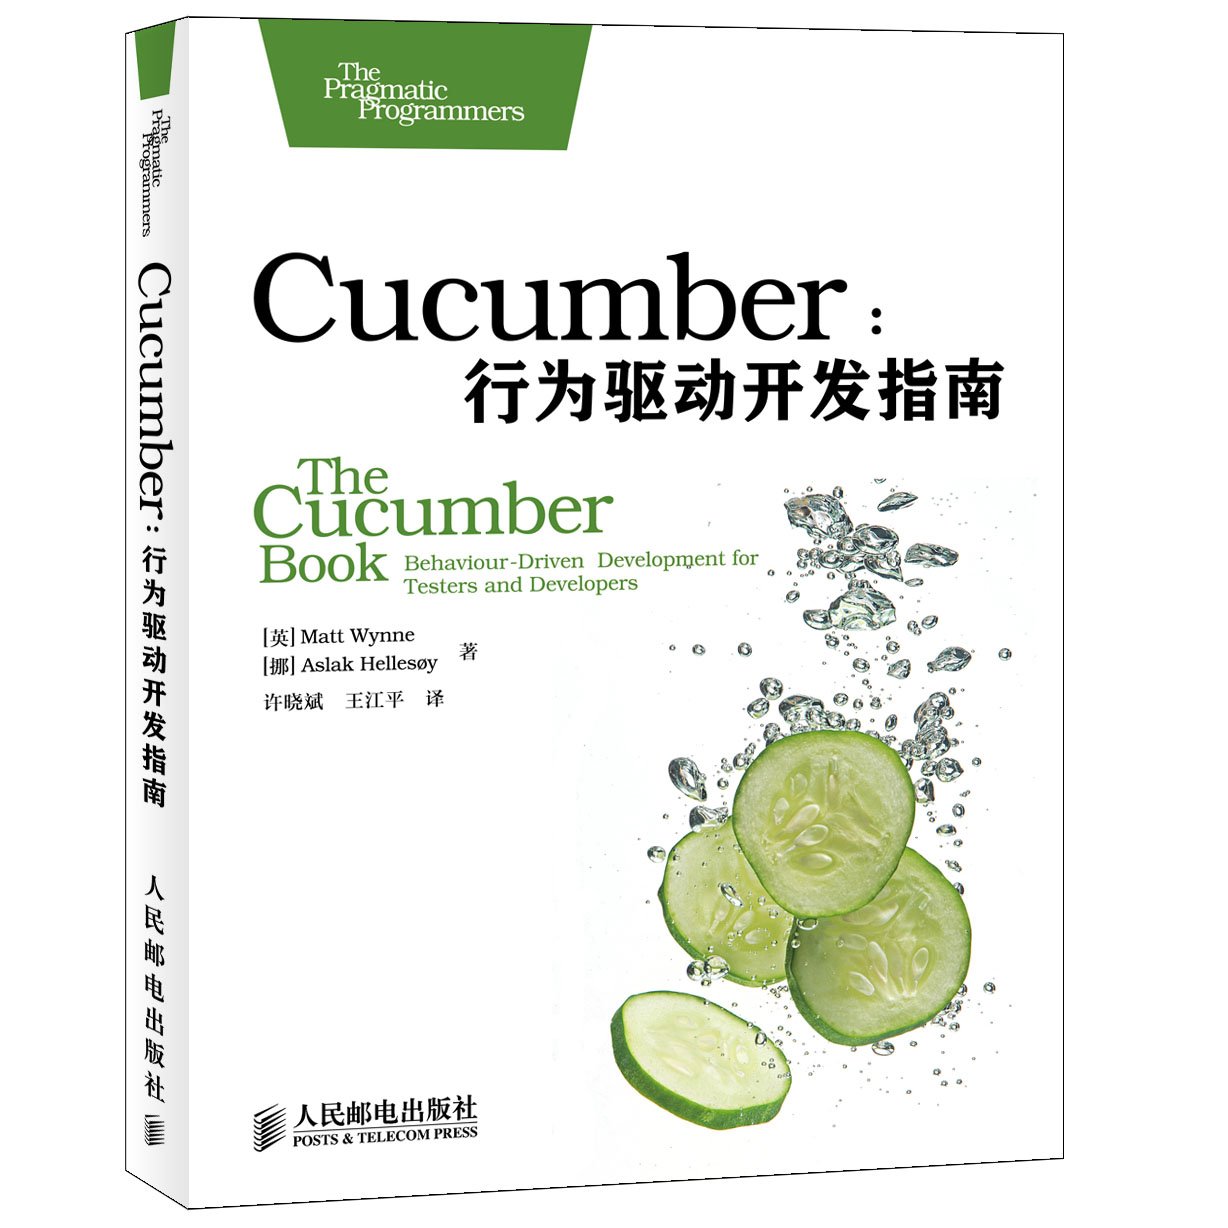 The
Pragmatic
Programmers
Cucumber:
行为驱动开发指南
The
Cucumber
Book
Behaviour-Driven Development for
Testers and Developers
[英] Matt Wynne
[挪] Aslak Hellesøy
著
许晓斌 王江平 译
人民邮电出版社
POSTS & TELECOM PRESS
The
Pragmatic
Programmers
Cucumber:行为驱动开发指南
人民邮电出版社